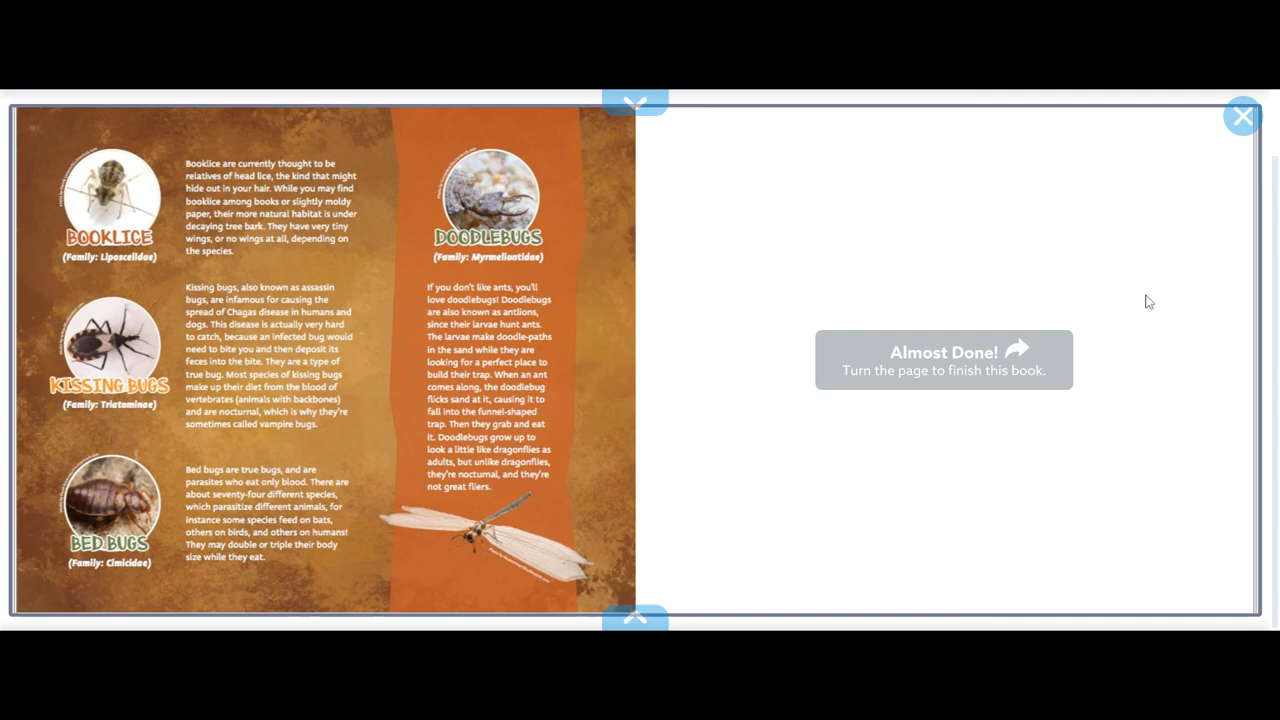 Booklice are currently thought to be
relatives of head lice, the kind that might
hide out in your hair. While you may find
booklice among books or slightly moldy
paper, their more natural habitat is under
decaying tree bark. They have very tiny
wings, or no wings at all, depending on
the species.
BOOKLICE
(Family: Liposcelidae)
Kissing bugs, also known as assassin
bugs, are infamous for causing the
spread of Chagas disease in humans and
dogs. This disease is actually very hard
to catch, because an infected bug would
need to bite you and then deposit its
feces into the bite. They are a type of
true bug. Most species of kissing bugs
make up their diet from the blood of
vertebrates (animals with backbones)
and are nocturnal, which is why they're
sometimes called vampire bugs.
KISSING BUGS
(Family: Triatominae)
Bed bugs are true bugs, and are
parasites who eat only blood. There are
about seventy-four different species,
which parasitize different animals, for
instance some species feed on bats,
others on birds, and others on humans!
They may double or triple their body
size while they eat.
BED BUGS
(Family: Cimicidae)
DOODLEBUGS
(Family: Myrmeliontidae)
If you don't like ants, you'll
love doodlebugs! Doodlebugs
are also known as antlions,
since their larvae hunt ants.
The larvae make doodle-paths
in the sand while they are
looking for a perfect place to
build their trap. When an ant
comes along, the doodlebug
flicks sand at it, causing it to
fall into the funnel-shaped
trap. Then they grab and eat
it. Doodlebugs grow up to
look a little like dragonflies as
adults, but unlike dragonflies,
they're nocturnal, and they're
not great fliers.
Almost Done!
Turn the page to finish this book.